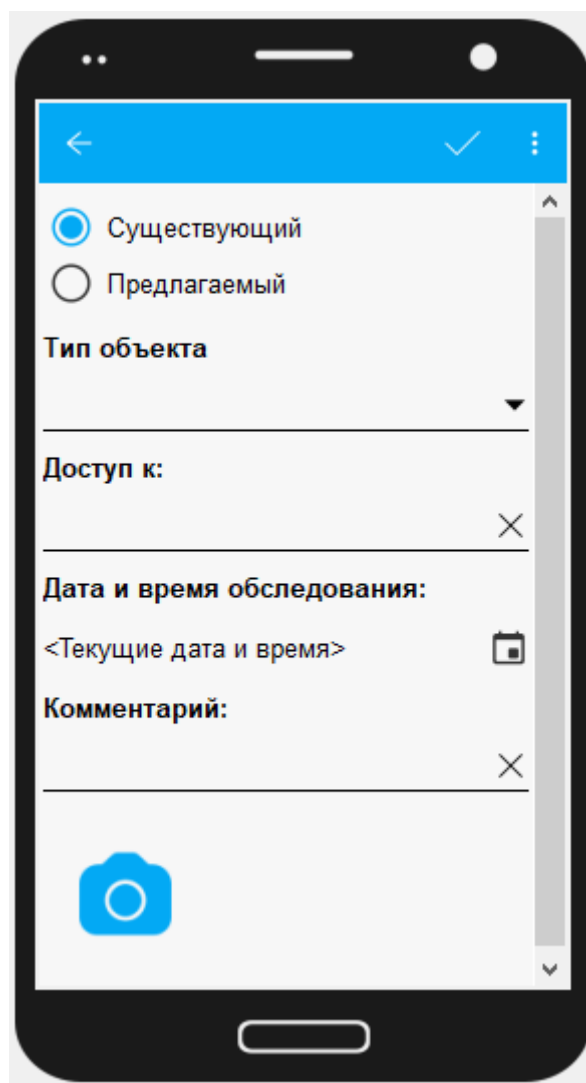 Существующий
Предлагаемый
Тип объекта
Доступ к:
Дата и время обследования:
<Текущие дата и время>
Комментарий: